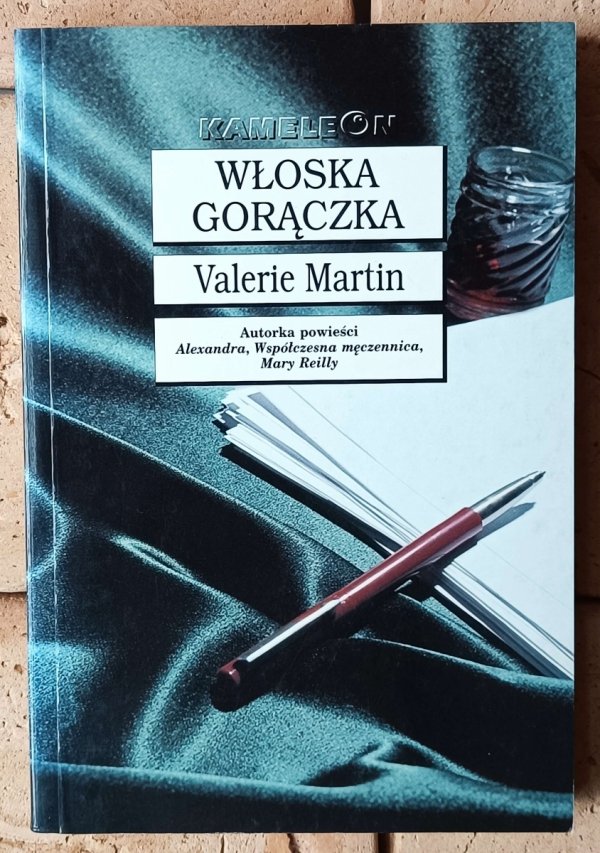 KAMELEON
WŁOSKA
GORĄCZKA
Valerie Martin
Autorka powieści
Alexandra, Współczesna męczennica,
Mary Reilly